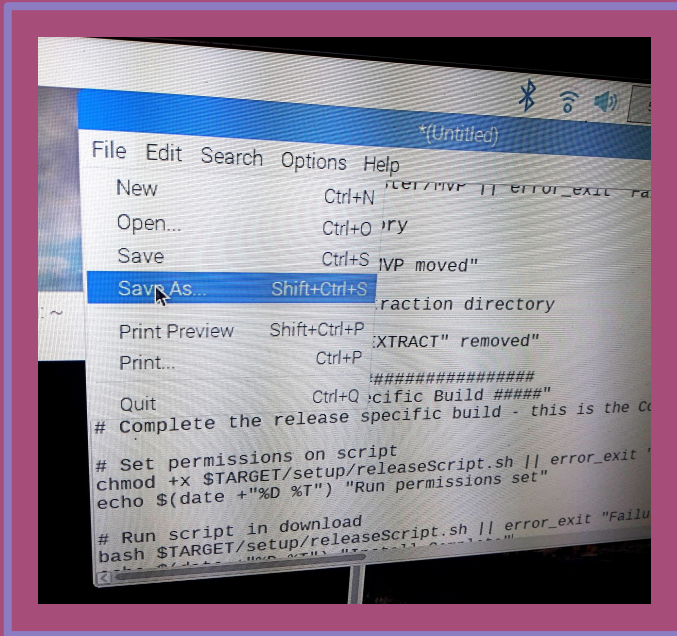 *(Untitled)
File Edit Search Options Help
New Ctrl+N
Open... Ctrl+O
Save Ctrl+S
Save As... Shift+Ctrl+S
Print Preview Shift+Ctrl+P
Print... Ctrl+P
Quit Ctrl+Q
/MVP || error_exit
ry
MVP moved"
raction directory
EXTRACT" removed"
##################
cific Build #####"
# Complete the release specific build - this is the
# Set permissions on script
chmod +x $TARGET/setup/releaseScript.sh || error_exit "
echo $(date +"%D %T") "Run permissions set"
# Run script in download
bash $TARGET/setup/releaseScript.sh || error_exit "Failu
:~